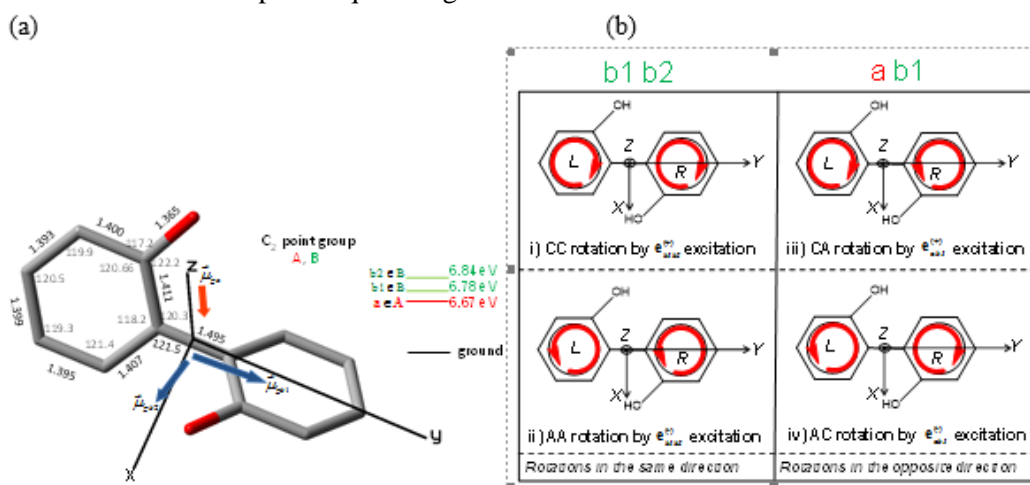 (a)
(b)
b1 b2
a b1
1.365
1.400
1.393
117.2
119.9
122.2
120.66
120.5
1.411
1.399
119.3
118.2
120.3
121.4
121.5
1.495
1.407
1.395
Z
X
y
C2 point group
A, B
b2 ∈ B 6.84 eV
b1 ∈ B 6.78 eV
a ∈ A 6.67 eV
ground
OH
L
Z
Y
R
X
HO
i) CC rotation by excitation
OH
L
Z
Y
R
X
HO
iii) CA rotation by excitation
OH
L
Z
Y
R
X
HO
ii) AA rotation by excitation
OH
L
Z
Y
R
X
HO
iv) AC rotation by excitation
Rotations in the same direction
Rotations in the opposite direction